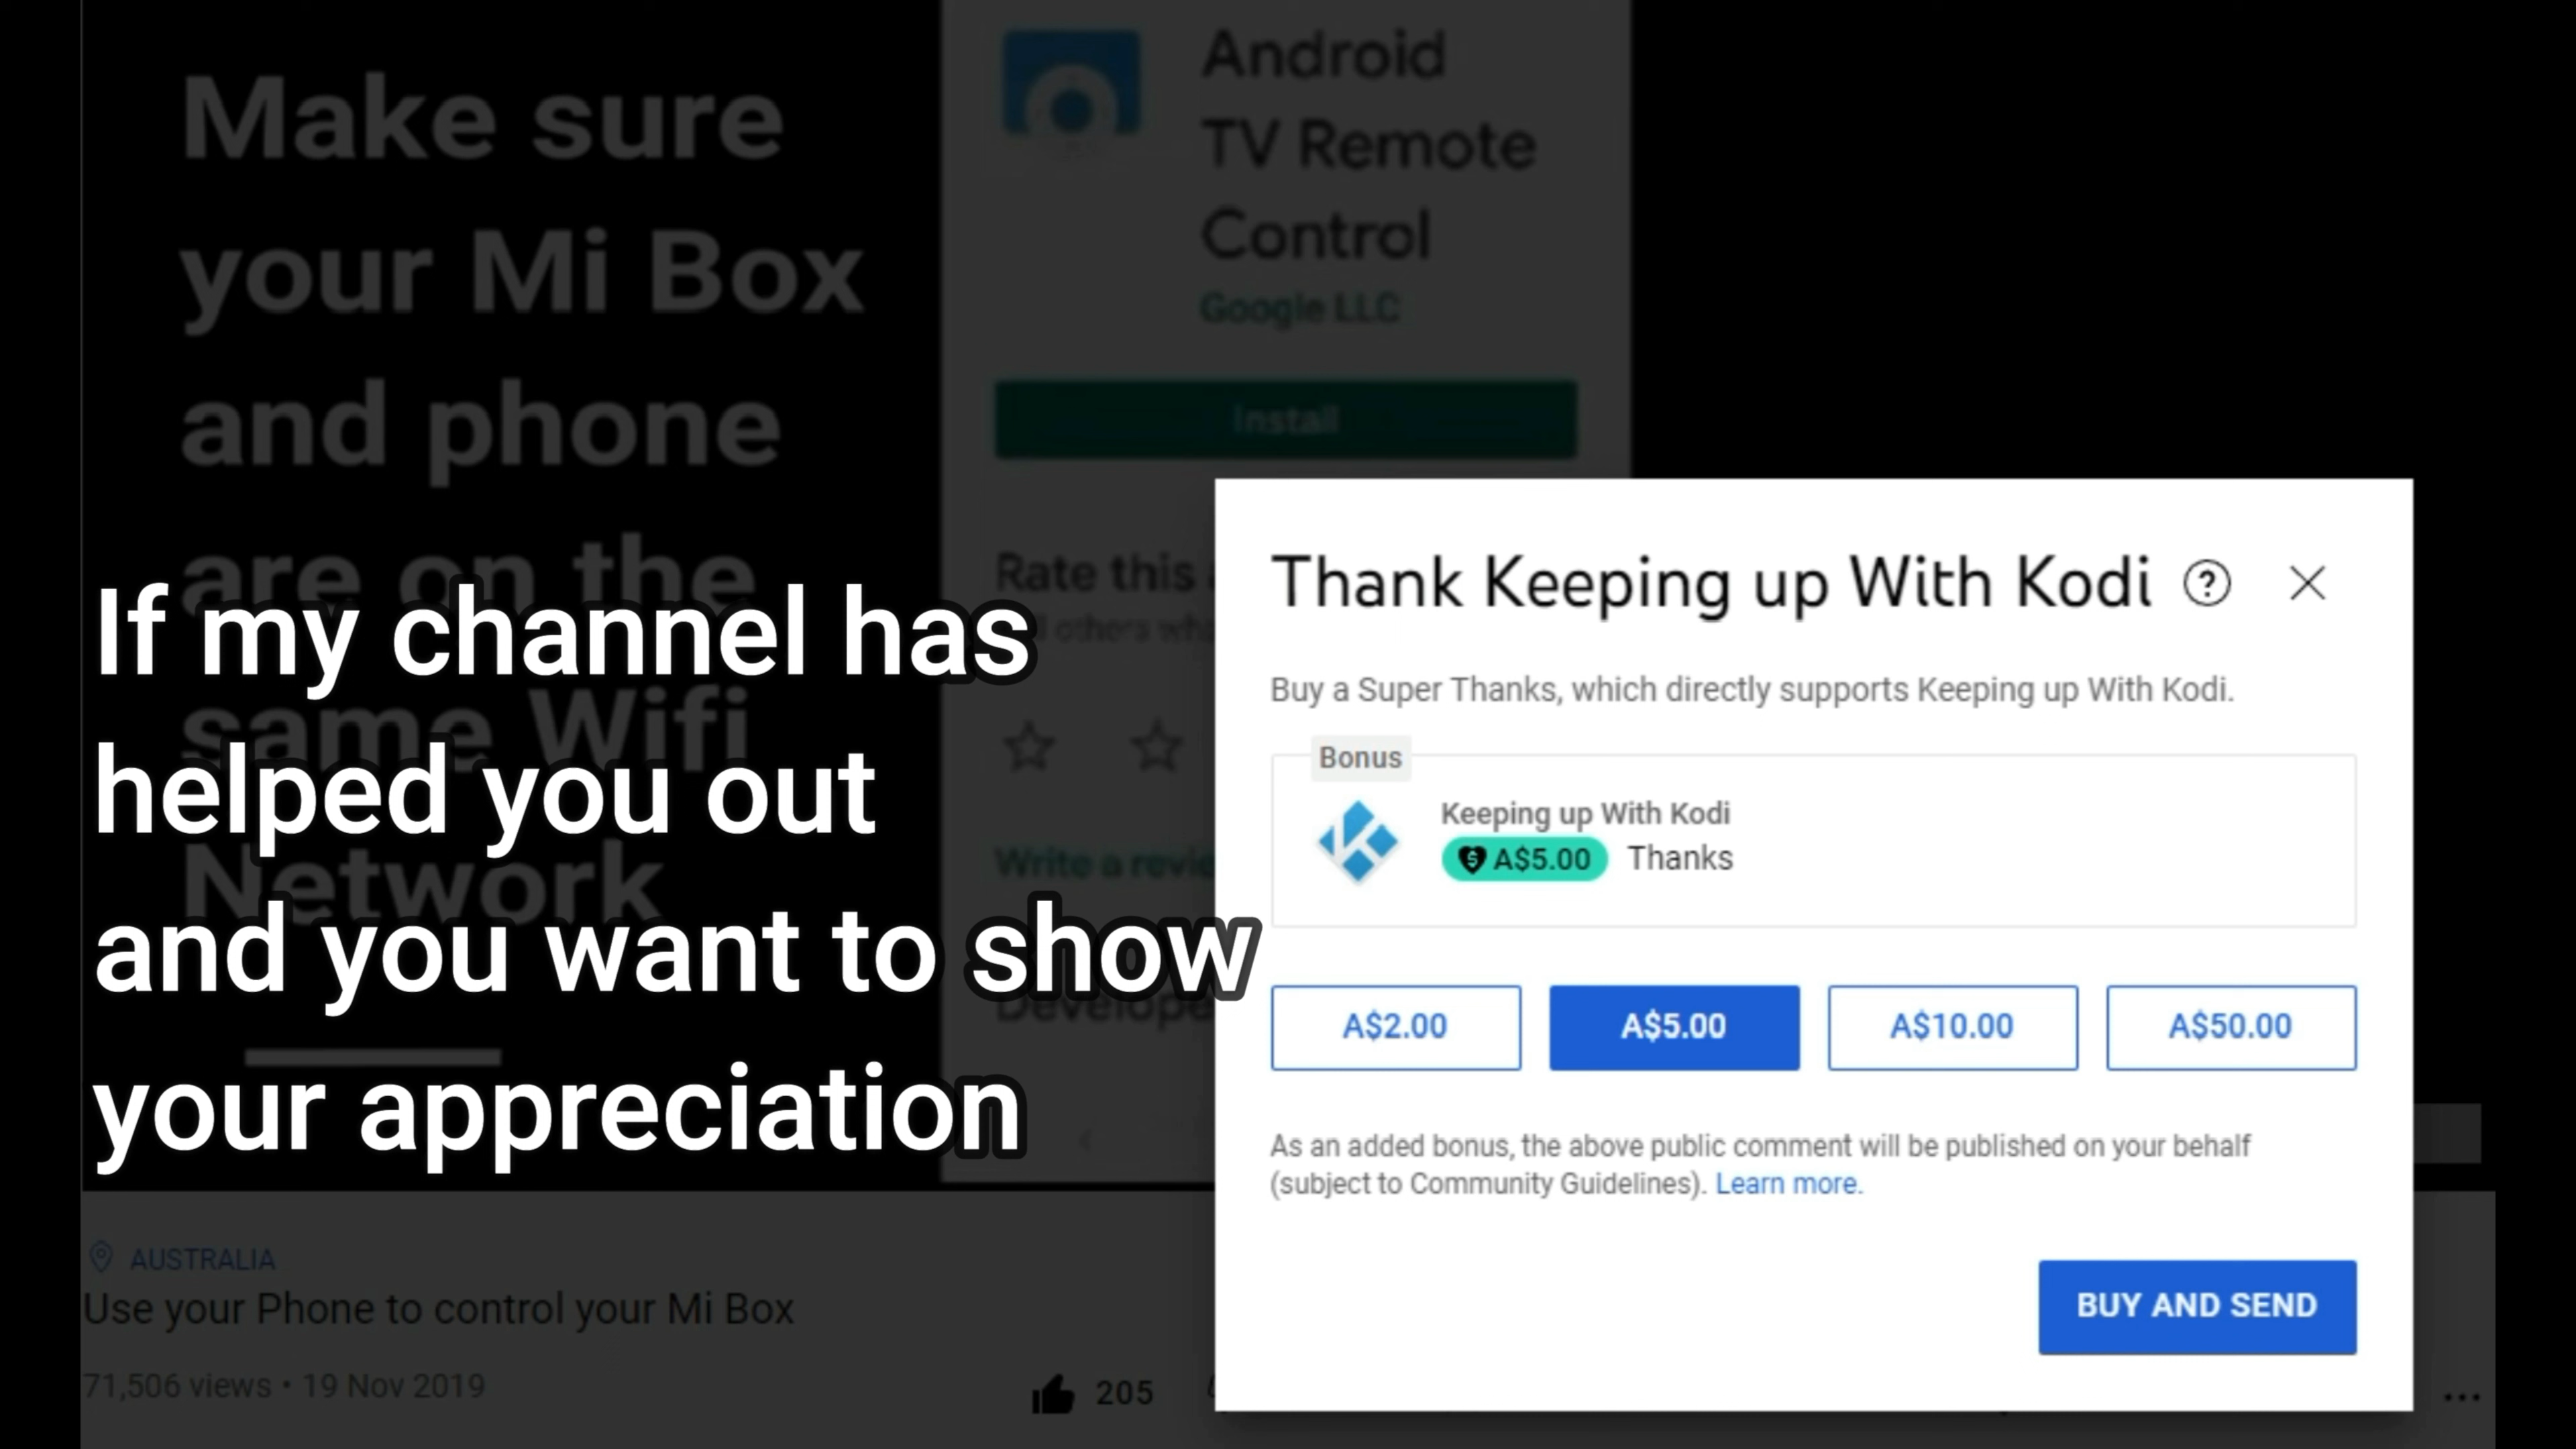 Make sure
your Mi Box
and phone
are on the
same Wifi
Network
Android
TV Remote
Control
Google LLC
Install
Rate this
others
Write a
If my channel has
helped you out
and you want to show
your appreciation
Thank Keeping up With Kodi ?
Buy a Super Thanks, which directly supports Keeping up With Kodi.
Bonus
Keeping up With Kodi
A$5.00 Thanks
A$2.00 A$5.00 A$10.00 A$50.00
As an added bonus, the above public comment will be published on your behalf
(subject to Community Guidelines). Learn more.
BUY AND SEND
AUSTRALIA
Use your Phone to control your Mi Box
71,506 views • 19 Nov 2019
205